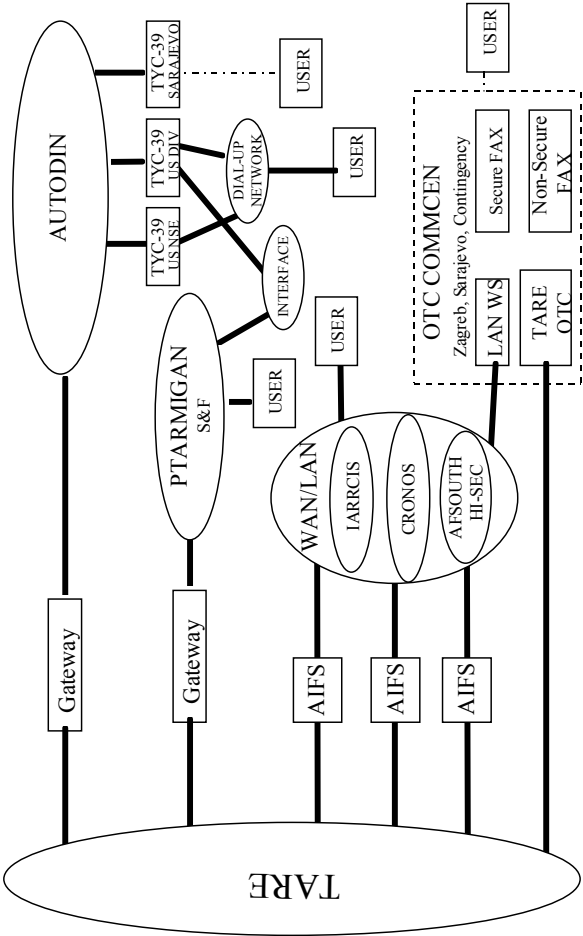 AUTODIN
TYC-39
SARAJEVO
TYC-39
US DIV
TYC-39
US NSE
USER
DIAL-UP
NETWORK
USER
INTERFACE
Gateway
PTARMIGAN
S&F
USER
Gateway
TARE
WAN/LAN
IARRCIS
CRONOS
AFSOUTH
HI-SEC
USER
AIFS
AIFS
AIFS
OTC COMMCEN
Zagreb, Sarajevo, Contingency
LAN WS
Secure FAX
TARE
OTC
Non-Secure
FAX
USER